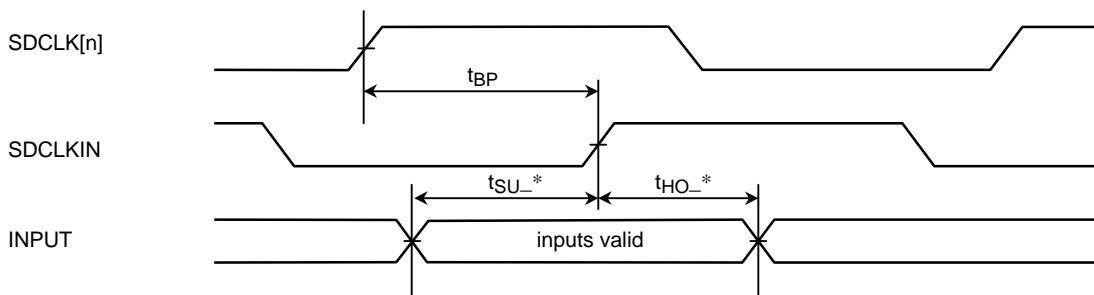 SDCLK[n]
tBP
SDCLKIN
tSU_* tHO_*
INPUT
inputs valid